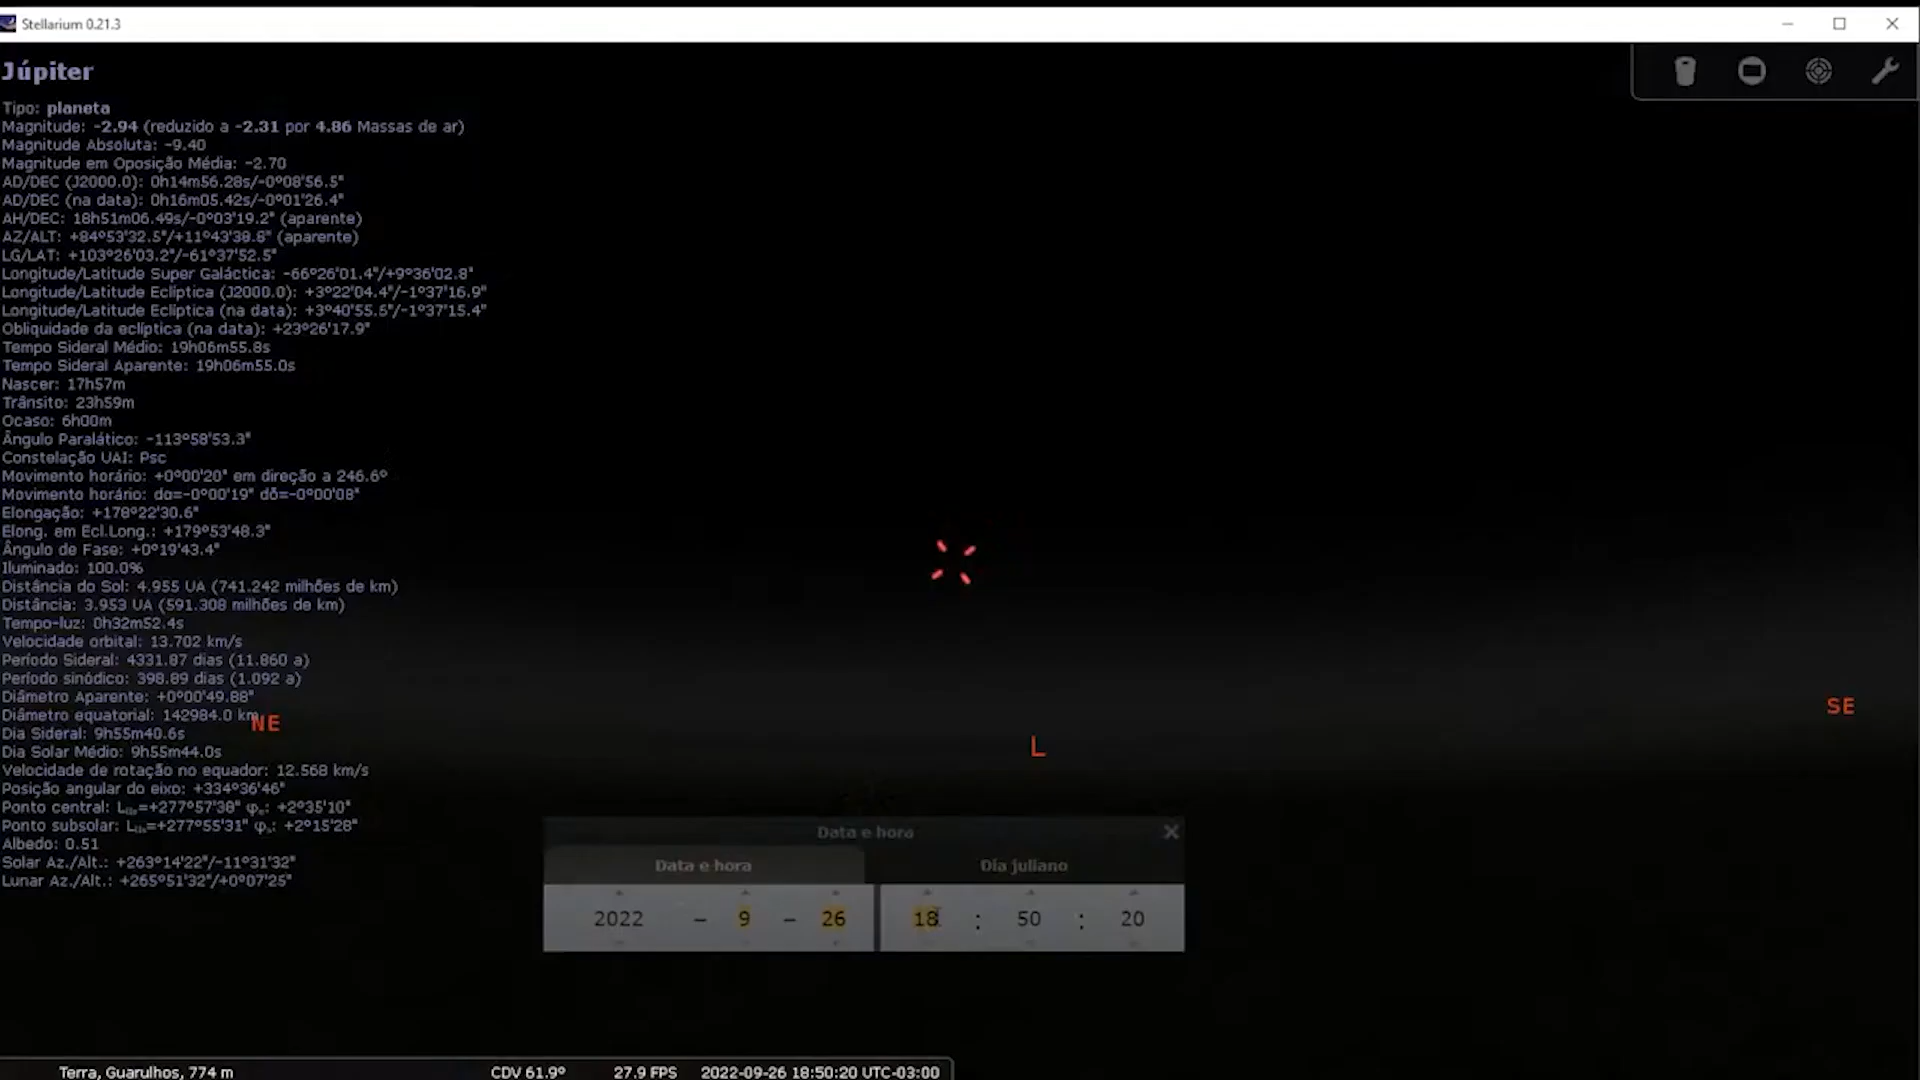 Stellarium 0.21.3
Júpiter
Tipo: planeta
Magnitude: -2.94 (reduzido a -2.31 por 4.86 Massas de ar)
Magnitude Absoluta: -9.40
Magnitude em Oposição Média: -2.70
AD/DEC (J2000.0): 0h14m56.28s/-0°08'56.5"
AD/DEC (na data): 0h16m05.42s/-0°01'26.4"
AH/DEC: 18h51m06.49s/-0°03'19.2" (aparente)
AZ/ALT: +84°53'32.5"/+11°43'38.8" (aparente)
LG/LAT: +103°26'03.2"/-61°37'52.5"
Longitude/Latitude Super Galáctica: -66°26'01.4"/+9°36'02.8"
Longitude/Latitude Eclíptica (J2000.0): +3°22'04.4"/-1°37'16.9"
Longitude/Latitude Eclíptica (na data): +3°40'55.5"/-1°37'15.4"
Obliquidade da eclíptica (na data): +23°26'17.9"
Tempo Sideral Médio: 19h06m55.8s
Tempo Sideral Aparente: 19h06m55.0s
Nascer: 17h57m
Trânsito: 23h59m
Ocaso: 6h00m
Ângulo Paralático: -113°58'53.3"
Constelação UAI: Psc
Movimento horário: +0°00'20" em direção a 246.6°
Movimento horário: dα=-0°00'19" dδ=-0°00'08"
Elongação: +178°22'30.6"
Elong. em Ecl.Long.: +179°53'48.3"
Ângulo de Fase: +0°19'43.4"
Iluminado: 100.0%
Distância do Sol: 4.955 UA (741.242 milhões de km)
Distância: 3.953 UA (591.308 milhões de km)
Tempo-luz: 0h32m52.4s
Velocidade orbital: 13.702 km/s
Período Sideral: 4331.87 dias (11.860 a)
Período sinódico: 398.89 dias (1.092 a)
Diâmetro Aparente: +0°00'49.88"
Diâmetro equatorial: 142984.0 km
NE
SE
Dia Sideral: 9h55m40.6s
Dia Solar Médio: 9h55m44.0s
L
Velocidade de rotação no equador: 12.568 km/s
Posição angular do eixo: +334°36'46"
Ponto central: L =+277°57'38" φ : +2°35'10"
Ponto subsolar: L =+277°55'31" φ : +2°15'28"
Albedo: 0.51
Solar Az./Alt.: +263°14'22"/-11°31'32"
Lunar Az./Alt.: +265°51'32"/+0°07'25"
Data e hora
Data e hora Dia juliano
2022 - 9 - 26 18 : 50 : 20
Terra, Guarulhos, 774 m CDV 61.9° 27.9 FPS 2022-09-26 18:50:20 UTC-03:00